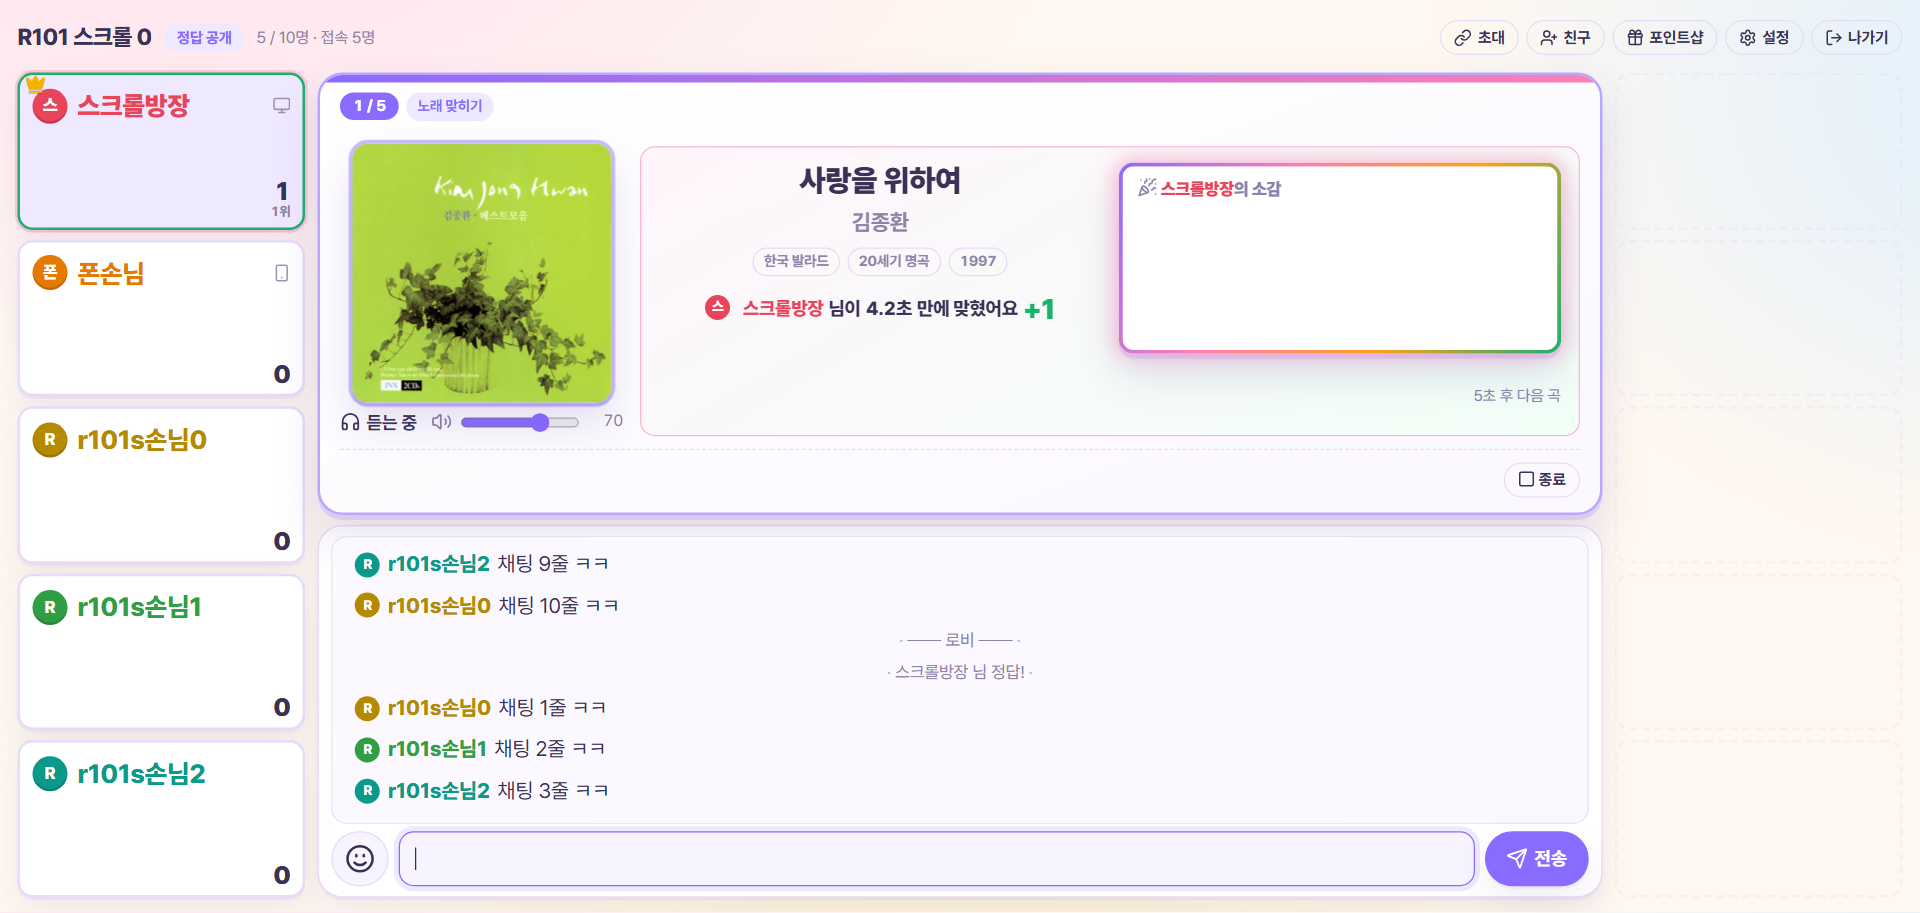 R101 스크롤 0
정답 공개
5 / 10명 · 접속 5명
초대
친구
포인트샵
설정
나가기
스
스크롤방장
1
1위
폰
폰손님
0
R
r101s손님0
0
R
r101s손님1
0
R
r101s손님2
0
1 / 5
노래 맞히기
Kim Jong Hwan
김종환 · 베스트모음
INN 2CDs
듣는 중
70
사랑을 위하여
김종환
한국 발라드
20세기 명곡
1997
스 스크롤방장 님이 4.2초 만에 맞혔어요 +1
스크롤방장의 소감
5초 후 다음 곡
종료
R r101s손님2 채팅 9줄 ㅋㅋ
R r101s손님0 채팅 10줄 ㅋㅋ
· —— 로비 —— ·
· 스크롤방장 님 정답! ·
R r101s손님0 채팅 1줄 ㅋㅋ
R r101s손님1 채팅 2줄 ㅋㅋ
R r101s손님2 채팅 3줄 ㅋㅋ
전송